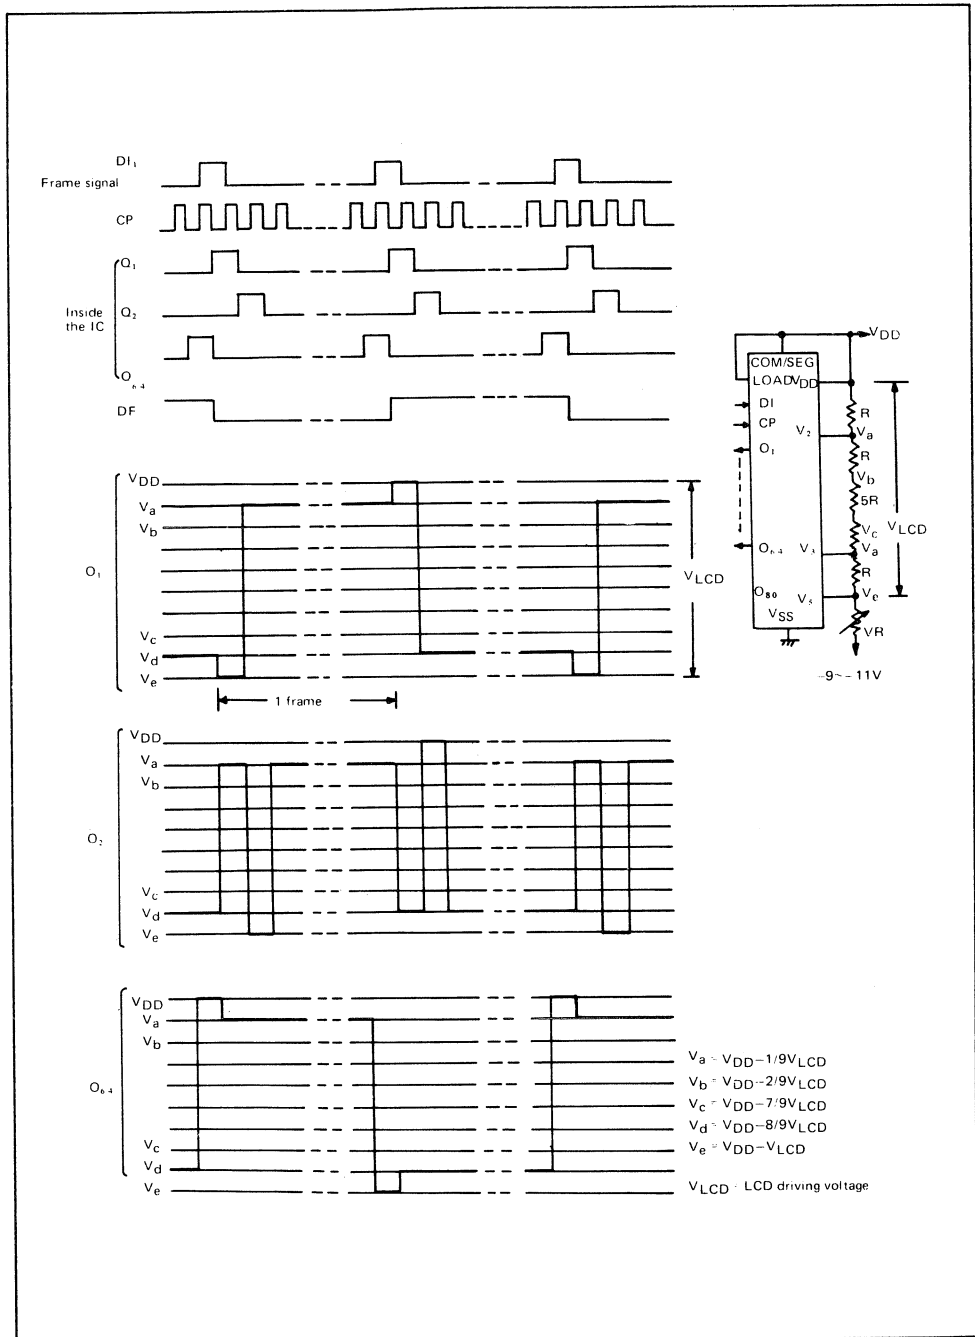 DI₁
Frame signal
CP
Q₁
Inside
the IC
Q₂
O₆₄
DF
VDD
Va
Vb
O₁
Vc
Vd
Ve
VLCD
1 frame
VDD
Va
Vb
O₂
Vc
Vd
Ve
VDD
Va
Vb
O₆₄
Vc
Vd
Ve
Va = VDD-1/9VLCD
Vb = VDD-2/9VLCD
Vc = VDD-7/9VLCD
Vd = VDD-8/9VLCD
Ve = VDD-VLCD
VLCD : LCD driving voltage
VDD
COM/SEG
LOAD VDD
DI
R
CP
V₂
Va
O₁
R
Vb
5R
Vc
VLCD
O₆₄
V₃
Va
R
O₈₀
V₅
Ve
VSS
VR
-9~-11V